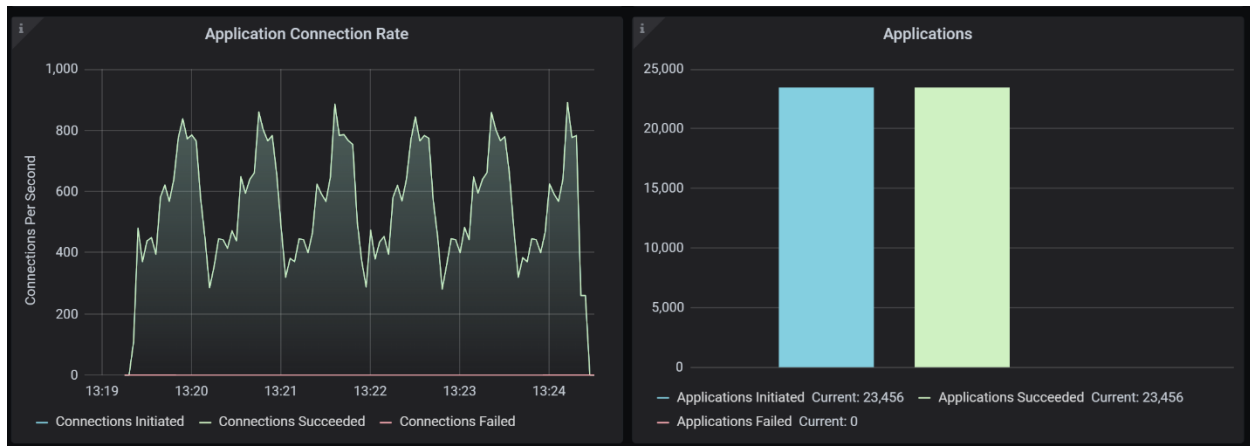 i
Application Connection Rate
1,000
800
600
400
200
0
Connections Per Second
13:19 13:20 13:21 13:22 13:23 13:24
Connections Initiated Connections Succeeded Connections Failed
i
Applications
25,000
20,000
15,000
10,000
5,000
0
Applications Initiated Current: 23,456 Applications Succeeded Current: 23,456
Applications Failed Current: 0